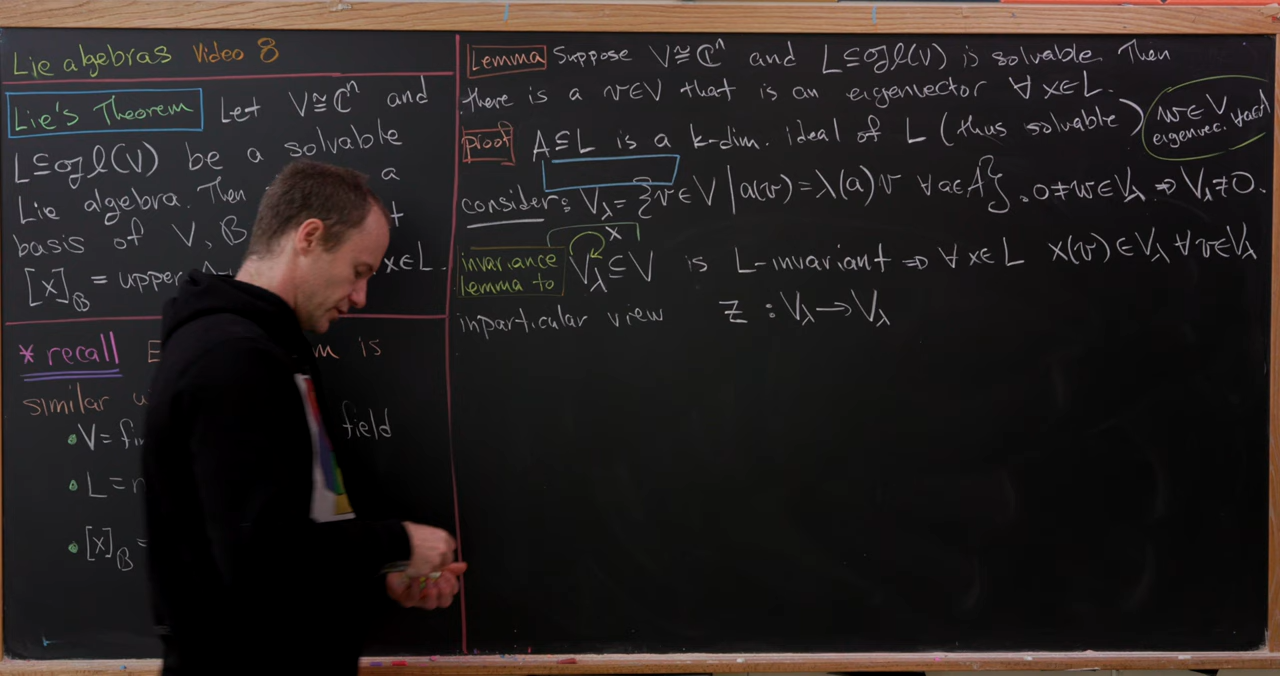 Lie algebras Video 8
Lie's Theorem Let V≅ℂⁿ and
L⊆gl(V) be a solvable
Lie algebra. Then a
basis of V, B
[x]_B = upper x∈L.
* recall is
similar
• V= field
• L=
• [x]_B =
Lemma Suppose V≅ℂⁿ and L⊆gl(V) is solvable. Then
there is a v∈V that is an eigenvector ∀ x∈L.
proof A⊆L is a k-dim. ideal of L (thus solvable)
w∈V
eigenvec. ∀a∈A
consider: V_λ = {v∈V | a(v)=λ(a)v ∀a∈A}. 0≠w∈V_λ ⇒ V_λ≠0.
x
invariance lemma to V_λ⊆V is L-invariant ⇒ ∀x∈L x(v)∈V_λ ∀v∈V_λ
inparticular view z : V_λ → V_λ